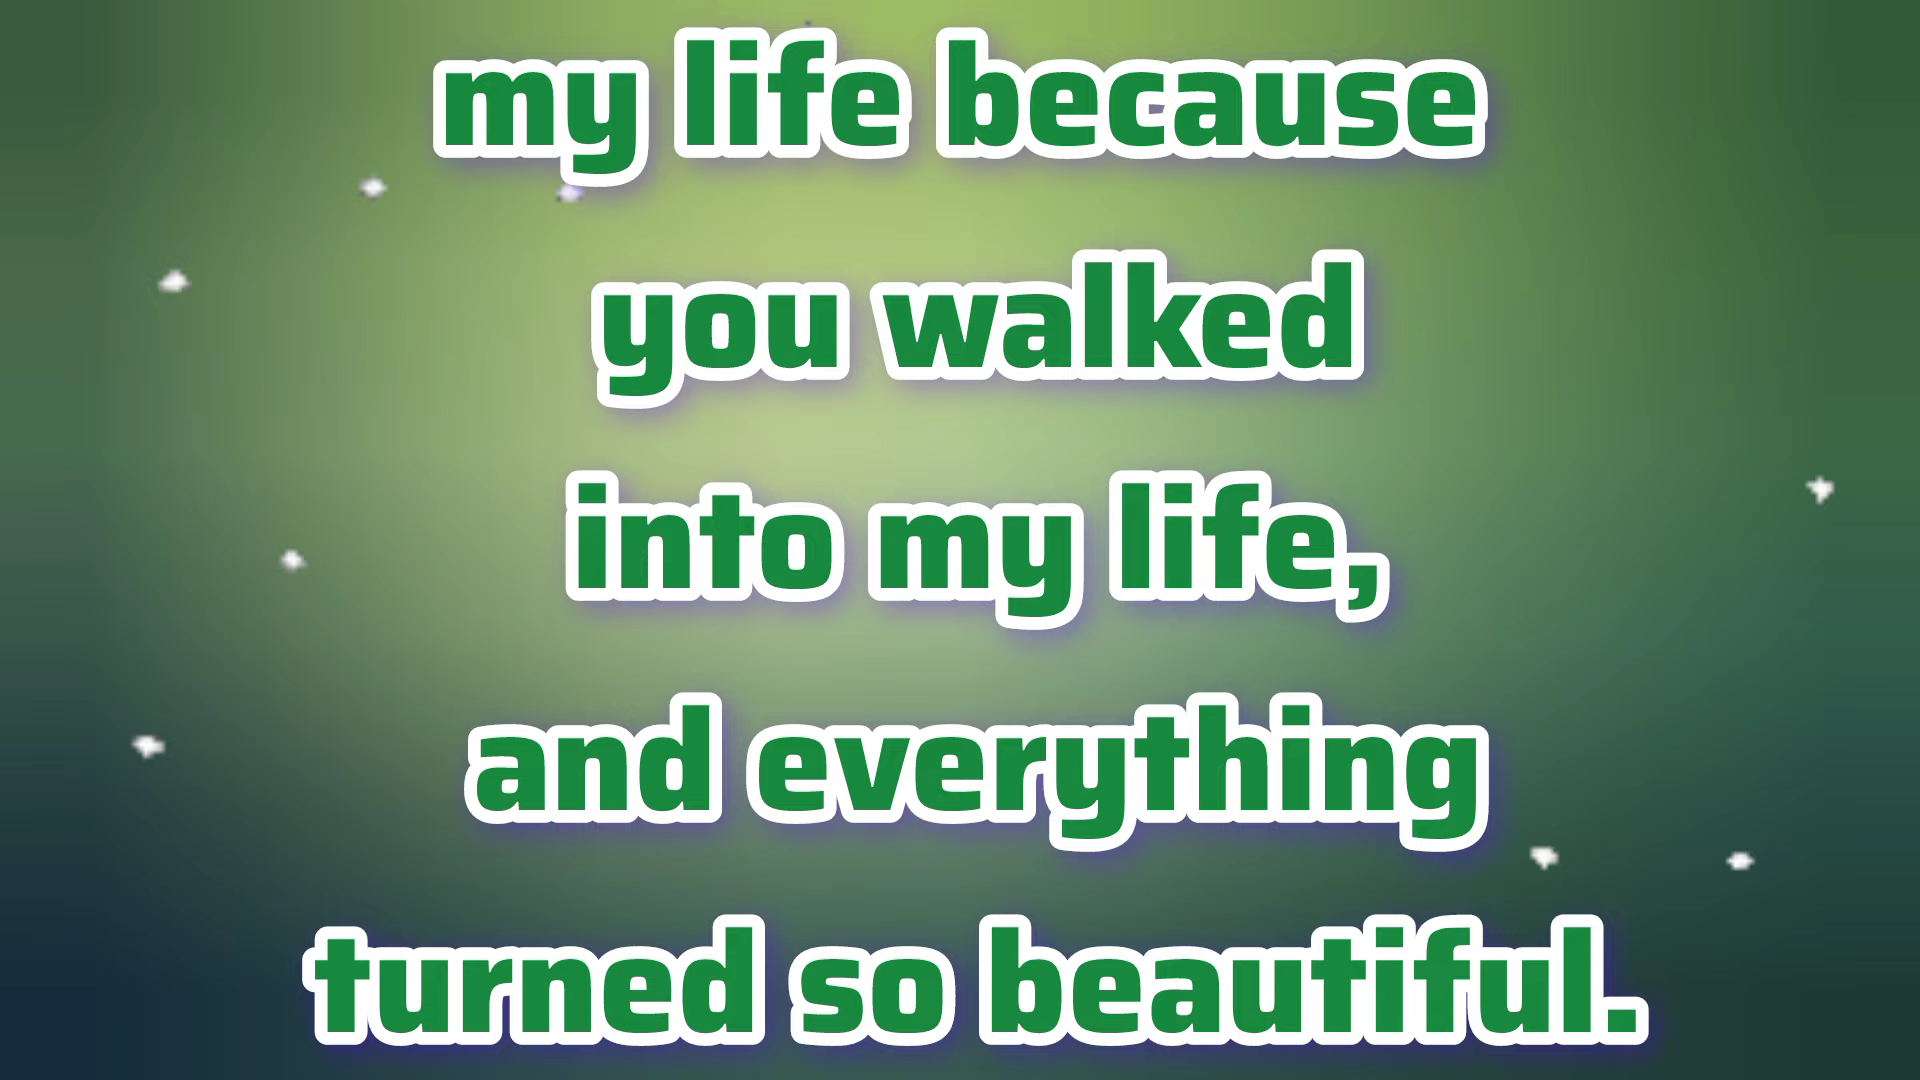 my life because
you walked
into my life,
and everything
turned so beautiful.